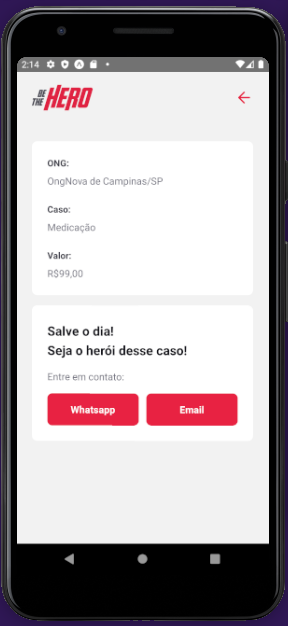 2:14
BE THE HERO
ONG:
OngNova de Campinas/SP
Caso:
Medicação
Valor:
R$99,00
Salve o dia!
Seja o herói desse caso!
Entre em contato:
Whatsapp
Email